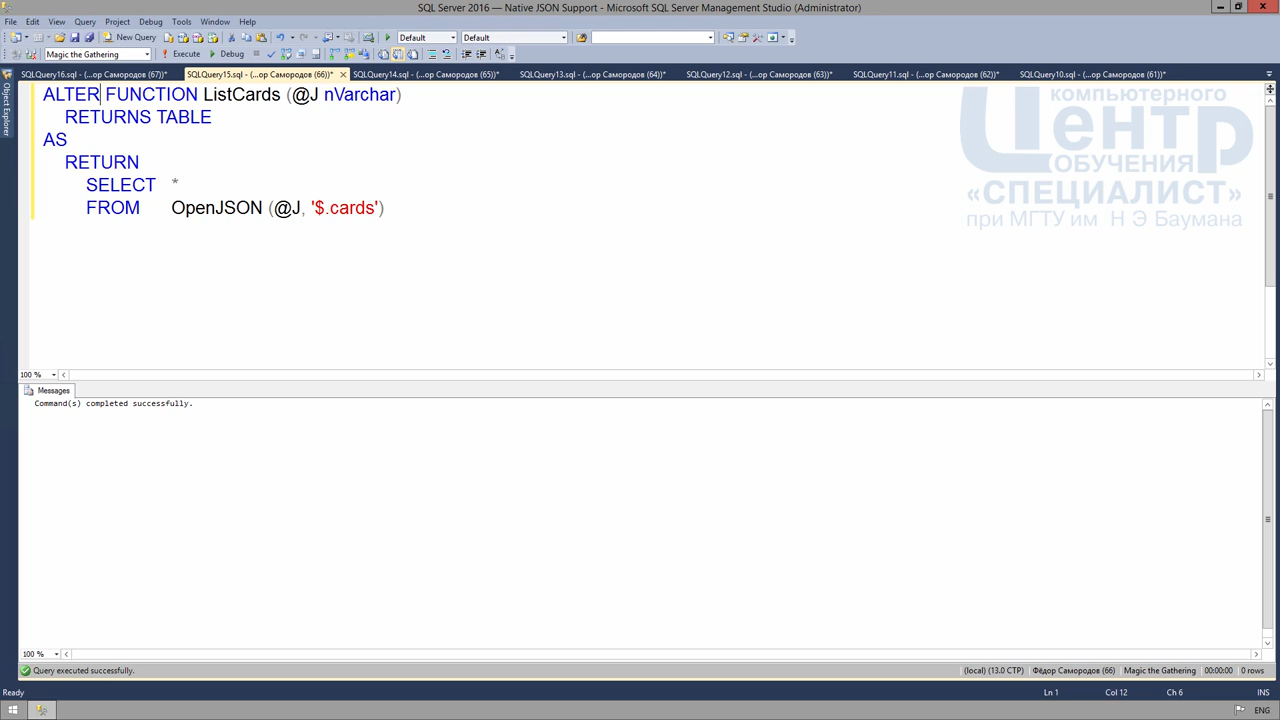 SQL Server 2016 — Native JSON Support - Microsoft SQL Server Management Studio (Administrator)
File Edit View Query Project Debug Tools Window Help
New Query Default Default
Magic the Gathering Execute Debug
SQLQuery16.sql - (...ор Самородов (67))* SQLQuery15.sql - (...ор Самородов (66))* SQLQuery14.sql - (...ор Самородов (65))* SQLQuery13.sql - (...ор Самородов (64))* SQLQuery12.sql - (...ор Самородов (63))* SQLQuery11.sql - (...ор Самородов (62))* SQLQuery10.sql - (...ор Самородов (61))*
Object Explorer
ALTER FUNCTION ListCards (@J nVarchar)
RETURNS TABLE
AS
RETURN
SELECT *
FROM OpenJSON (@J, '$.cards')
компьютерного
Центр
ОБУЧЕНИЯ
«СПЕЦИАЛИСТ»
при МГТУ им Н Э Баумана
100 %
Messages
Command(s) completed successfully.
100 %
Query executed successfully. (local) (13.0 CTP) Фёдор Самородов (66) Magic the Gathering 00:00:00 0 rows
Ready Ln 1 Col 12 Ch 6 INS
ENG